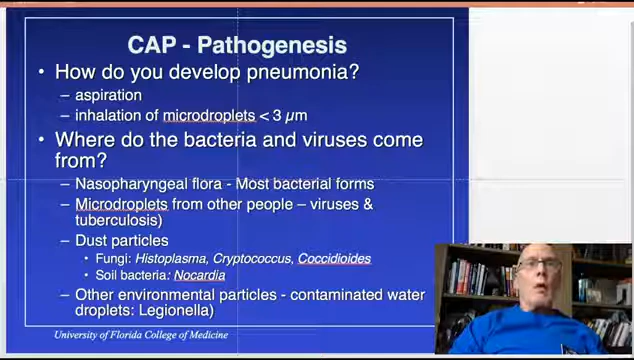 CAP - Pathogenesis
• How do you develop pneumonia?
– aspiration
– inhalation of microdroplets < 3 µm
• Where do the bacteria and viruses come
from?
– Nasopharyngeal flora - Most bacterial forms
– Microdroplets from other people – viruses &
tuberculosis)
– Dust particles
• Fungi: Histoplasma, Cryptococcus, Coccidioides
• Soil bacteria: Nocardia
– Other environmental particles - contaminated water
droplets: Legionella)
University of Florida College of Medicine